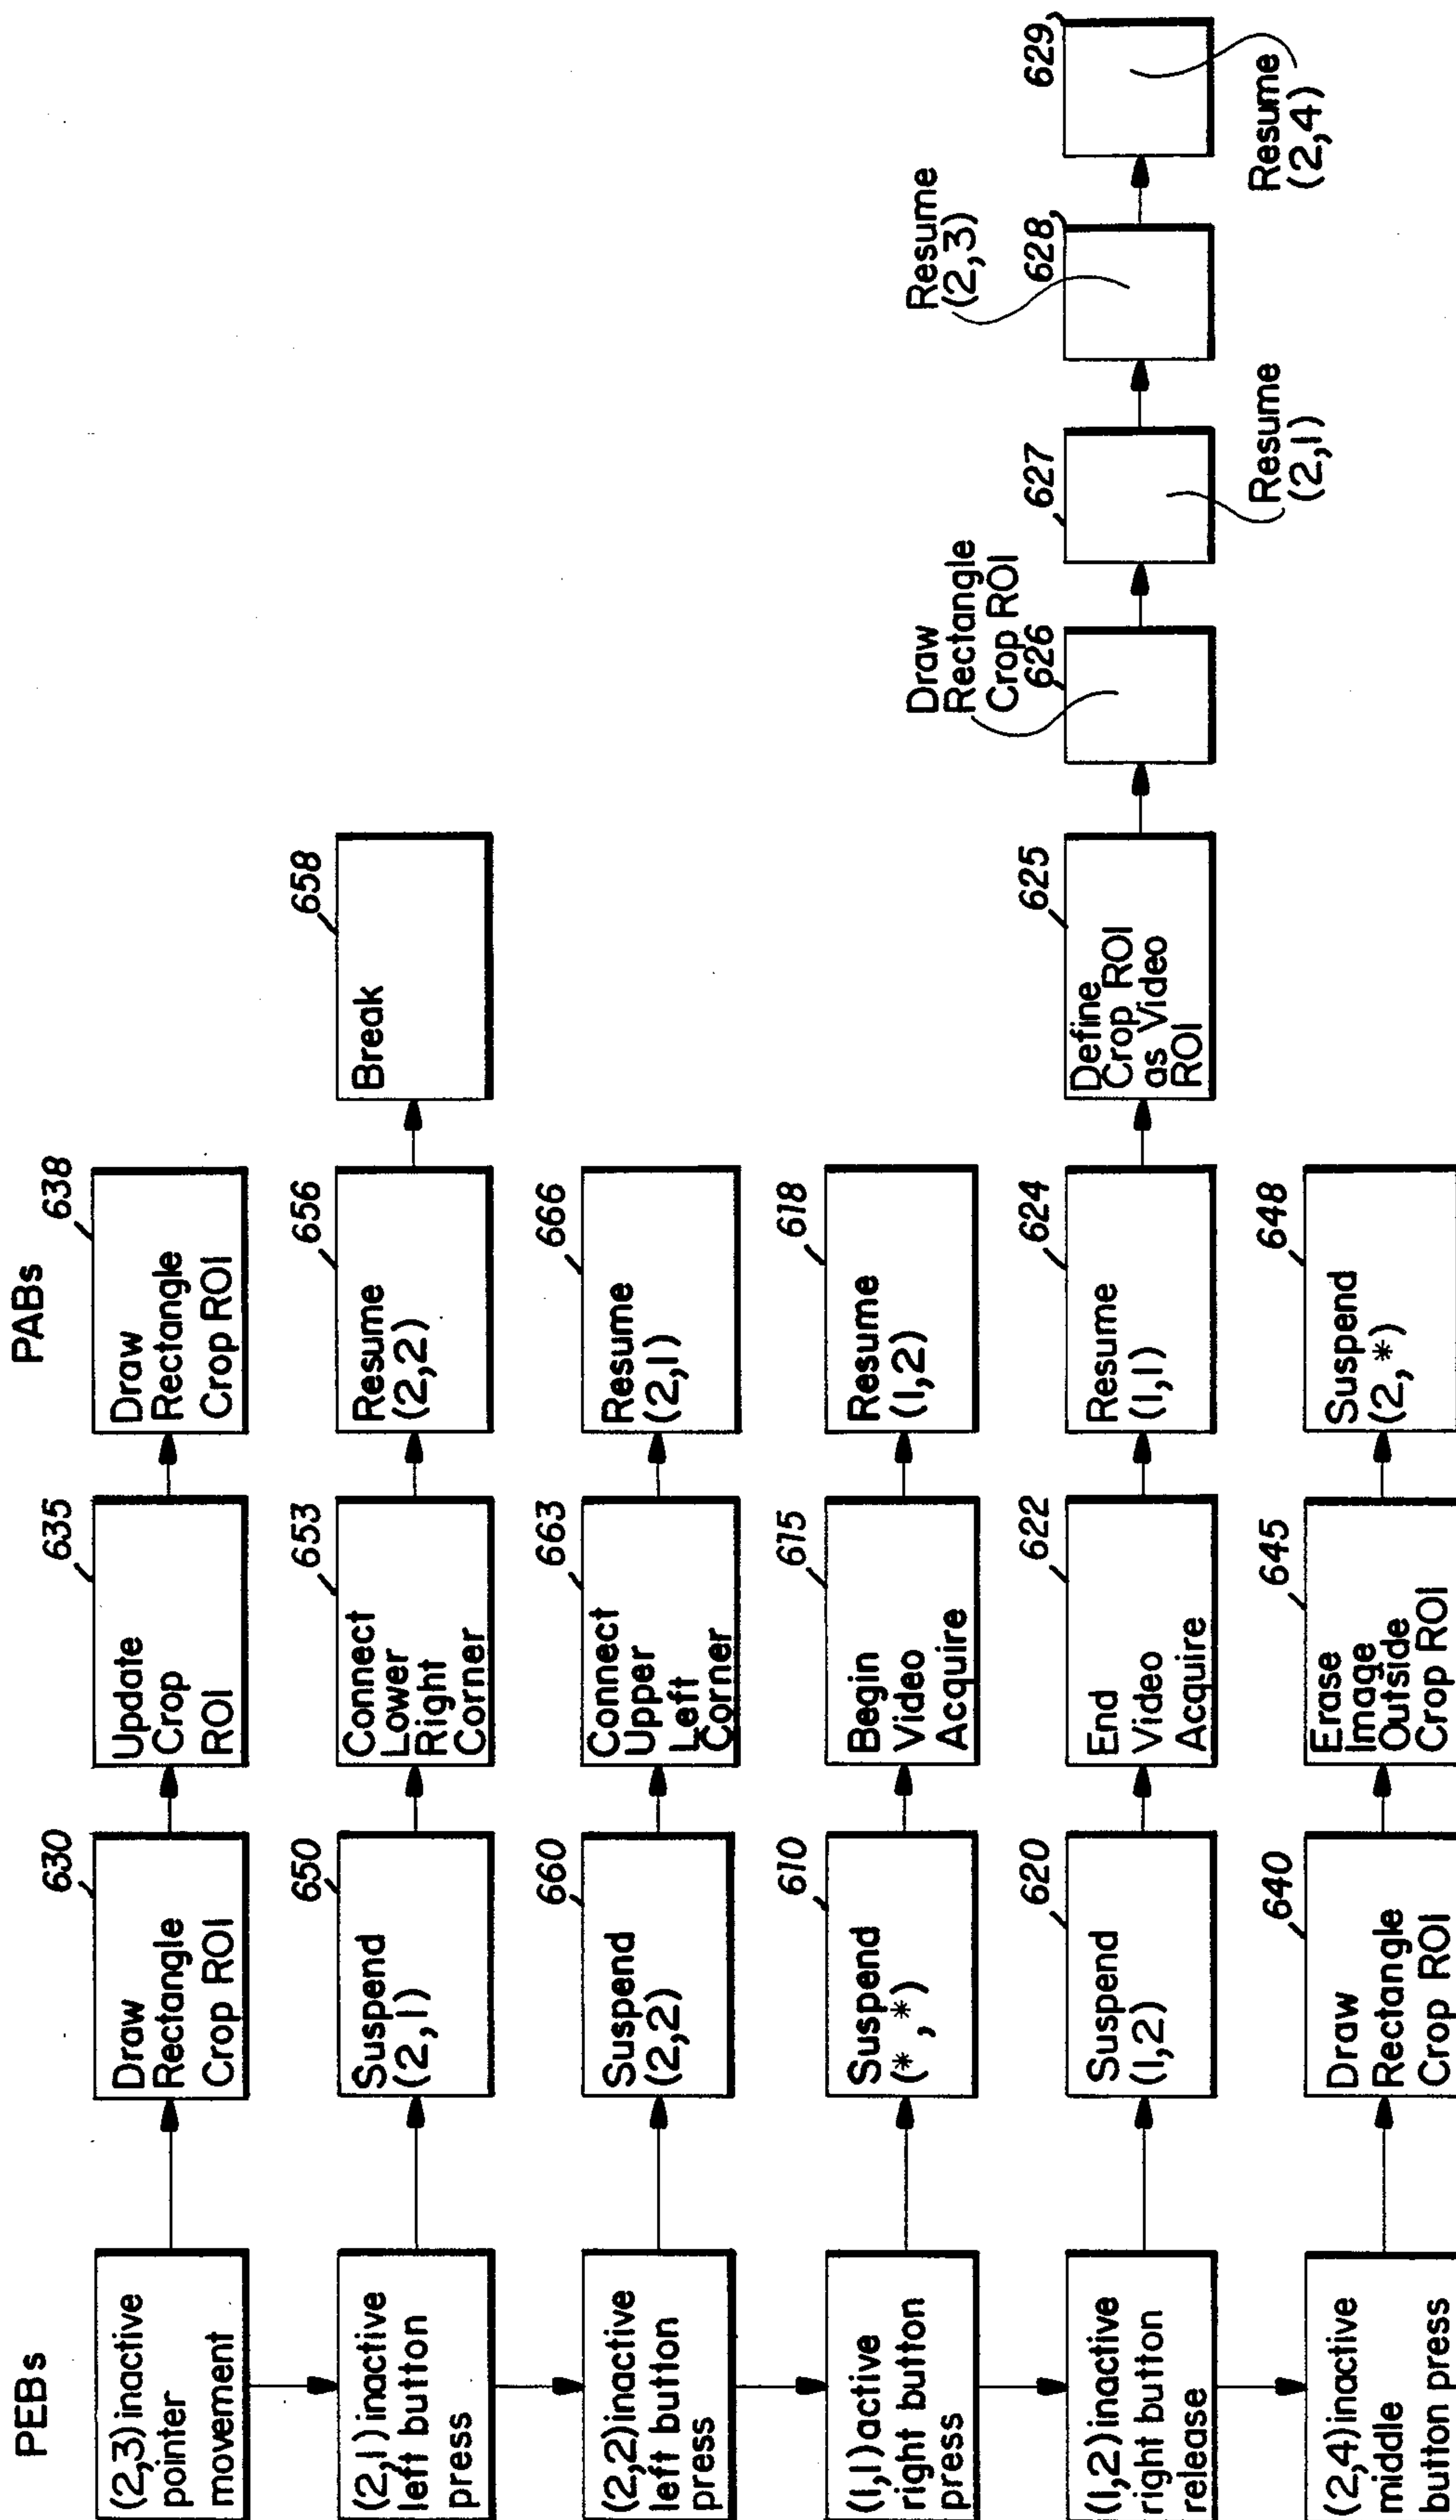 PEBs
PABs
(2,3) inactive
pointer
movement
630
Draw
Rectangle
Crop ROI
635
Update
Crop
ROI
638
Draw
Rectangle
Crop ROI
(2,1) inactive
left button
press
650
Suspend
(2,1)
653
Connect
Lower
Right
Corner
656
Resume
(2,2)
658
Break
(2,2) inactive
left button
press
660
Suspend
(2,2)
663
Connect
Upper
Left
Corner
666
Resume
(2,1)
(1,1) active
right button
press
610
Suspend
(*,*)
615
Begin
Video
Acquire
618
Resume
(1,2)
(1,2) inactive
right button
release
620
Suspend
(1,2)
622
End
Video
Acquire
624
Resume
(1,1)
625
Define
Crop ROI
as Video
ROI
Draw
Rectangle
Crop ROI
626
627
Resume
(2,1)
Resume
(2,3)
628
629
Resume
(2,4)
(2,4) inactive
middle
button press
640
Draw
Rectangle
Crop ROI
645
Erase
Image
Outside
Crop ROI
648
Suspend
(2,*)